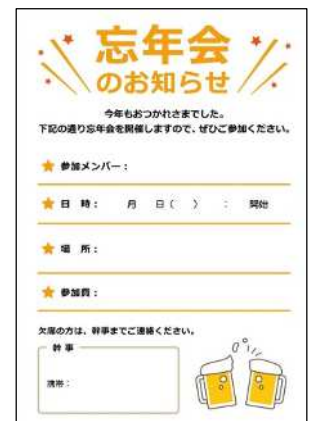 忘年会
のお知らせ
今年もおつかれさまでした。
下記の通り忘年会を開催しますので、ぜひご参加ください。
参加メンバー：
日　時：　月　日（　）　：　開始
場　所：
参加費：
欠席の方は、幹事までご連絡ください。
幹事
携帯：